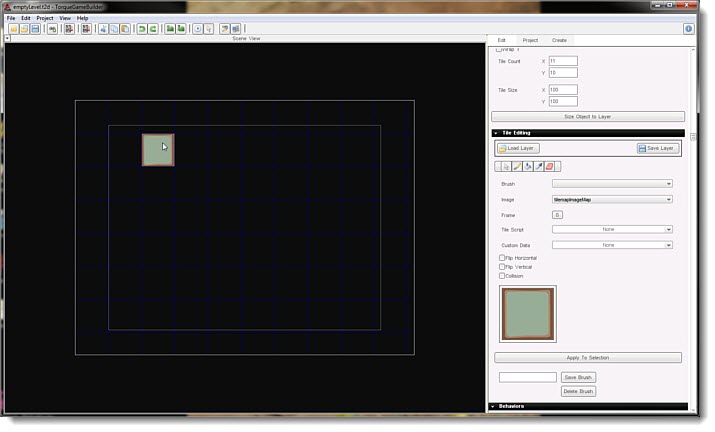 emptyLevel.t2d - TorqueGameBuilder
Edit File Project View Help
Scene View
Edit Project Create
Tile Count X 11
Y 10
Tile Size X 100
Y 100
Size Object to Layer
Tile Editing
Load Layer Save Layer
Brush
Image tilemapImageMap
Frame 0
Tile Script None
Custom Data None
Flip Horizontal
Flip Vertical
Collision
Apply To Selection
Save Brush
Delete Brush
Behaviors